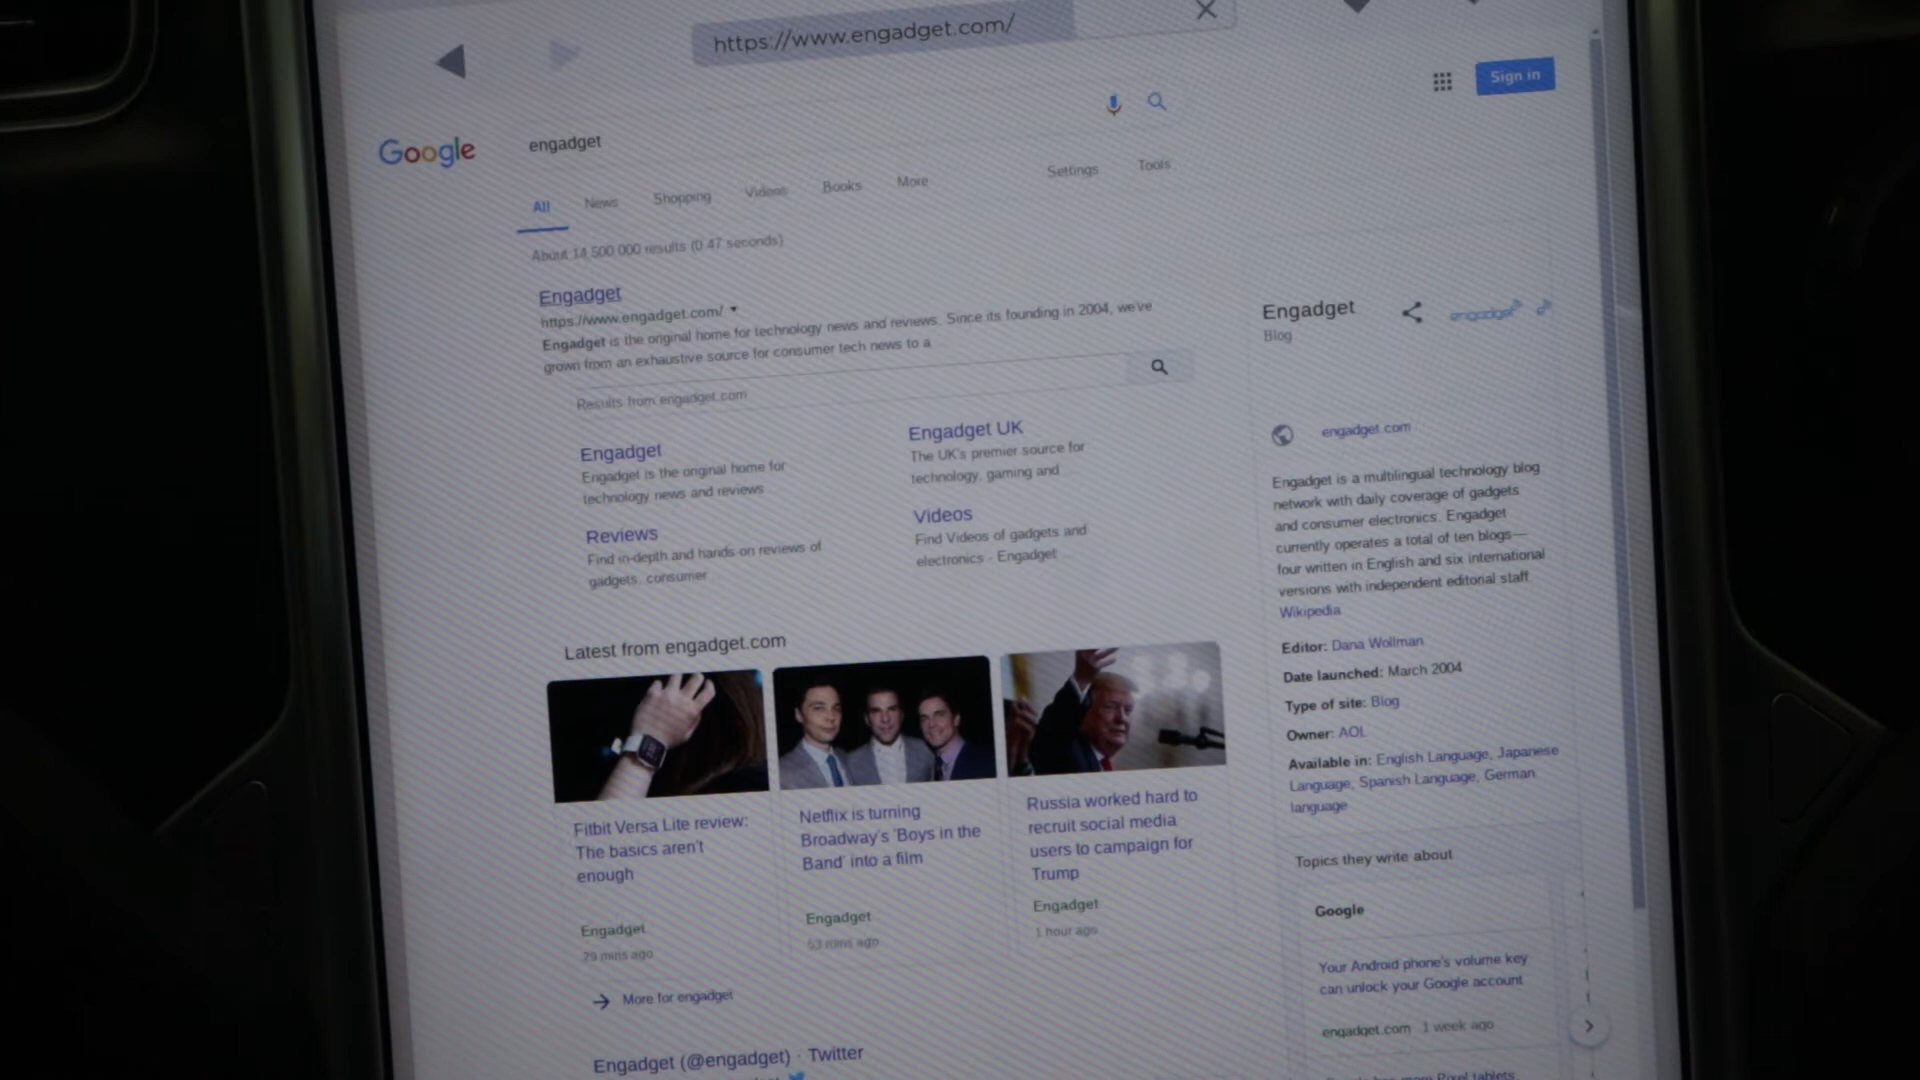 https://www.engadget.com/
Sign in
Google
engadget
All News Shopping Videos Books More Settings Tools
About 14,500,000 results (0.47 seconds)
Engadget
https://www.engadget.com/
Engadget is the original home for technology news and reviews. Since its founding in 2004, we've
grown from an exhaustive source for consumer tech news to a
Results from engadget.com
Engadget
Engadget is the original home for
technology news and reviews
Engadget UK
The UK's premier source for
technology, gaming and
Reviews
Find in-depth and hands-on reviews of
gadgets, consumer
Videos
Find Videos of gadgets and
electronics - Engadget
Latest from engadget.com
Fitbit Versa Lite review:
The basics aren't
enough
Engadget
29 mins ago
Netflix is turning
Broadway's 'Boys in the
Band' into a film
Engadget
53 mins ago
Russia worked hard to
recruit social media
users to campaign for
Trump
Engadget
1 hour ago
More for engadget
Engadget (@engadget) · Twitter
Engadget
Blog
engadget
engadget.com
Engadget is a multilingual technology blog
network with daily coverage of gadgets
and consumer electronics. Engadget
currently operates a total of ten blogs—
four written in English and six international
versions with independent editorial staff.
Wikipedia
Editor: Dana Wollman
Date launched: March 2004
Type of site: Blog
Owner: AOL
Available in: English Language, Japanese
Language, Spanish Language, German
language
Topics they write about
Google
Your Android phone's volume key
can unlock your Google account
engadget.com 1 week ago
more Pixel tablets,